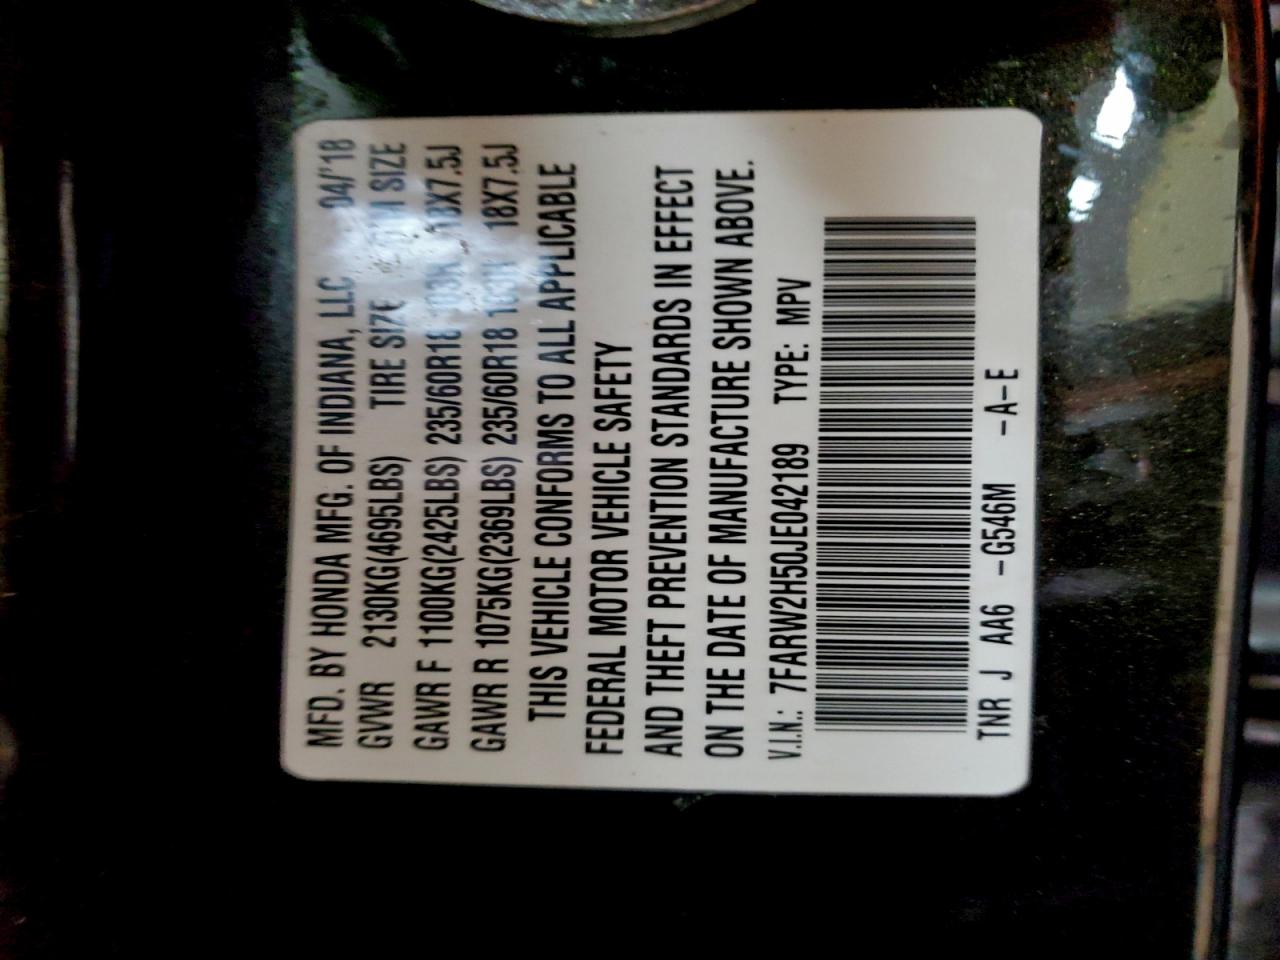 MFD. BY HONDA MFG. OF INDIANA, LLC 04/'18
GVWR 2130KG(4695LBS) TIRE SIZE RIM SIZE
GAWR F 1100KG(2425LBS) 235/60R18 103H 18X7.5J
GAWR R 1075KG(2369LBS) 235/60R18 103H 18X7.5J
THIS VEHICLE CONFORMS TO ALL APPLICABLE
FEDERAL MOTOR VEHICLE SAFETY
AND THEFT PREVENTION STANDARDS IN EFFECT
ON THE DATE OF MANUFACTURE SHOWN ABOVE.
V.I.N.: 7FARW2H50JE042189 TYPE: MPV
TNR J AA6 -G546M -A-E